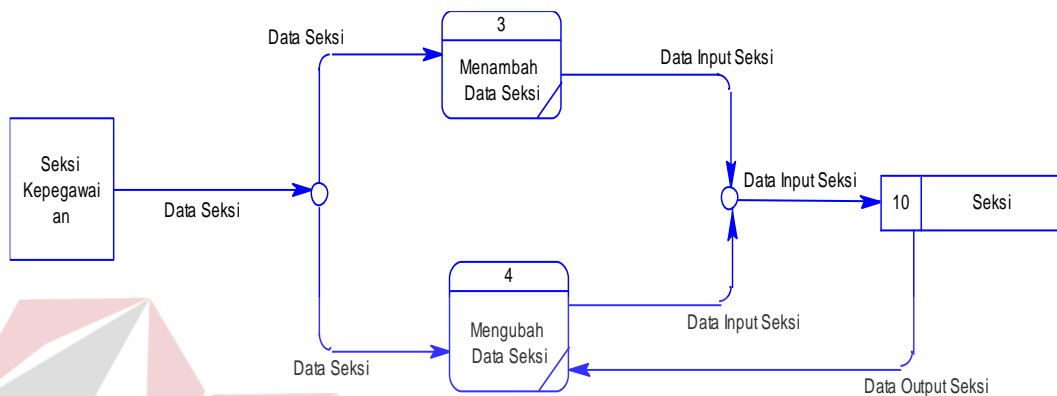 Data Seksi
3
Menambah
Data Seksi
Data Input Seksi
Seksi
Kepegawai
an
Data Seksi
Data Input Seksi
10
Seksi
4
Mengubah
Data Seksi
Data Input Seksi
Data Seksi
Data Output Seksi